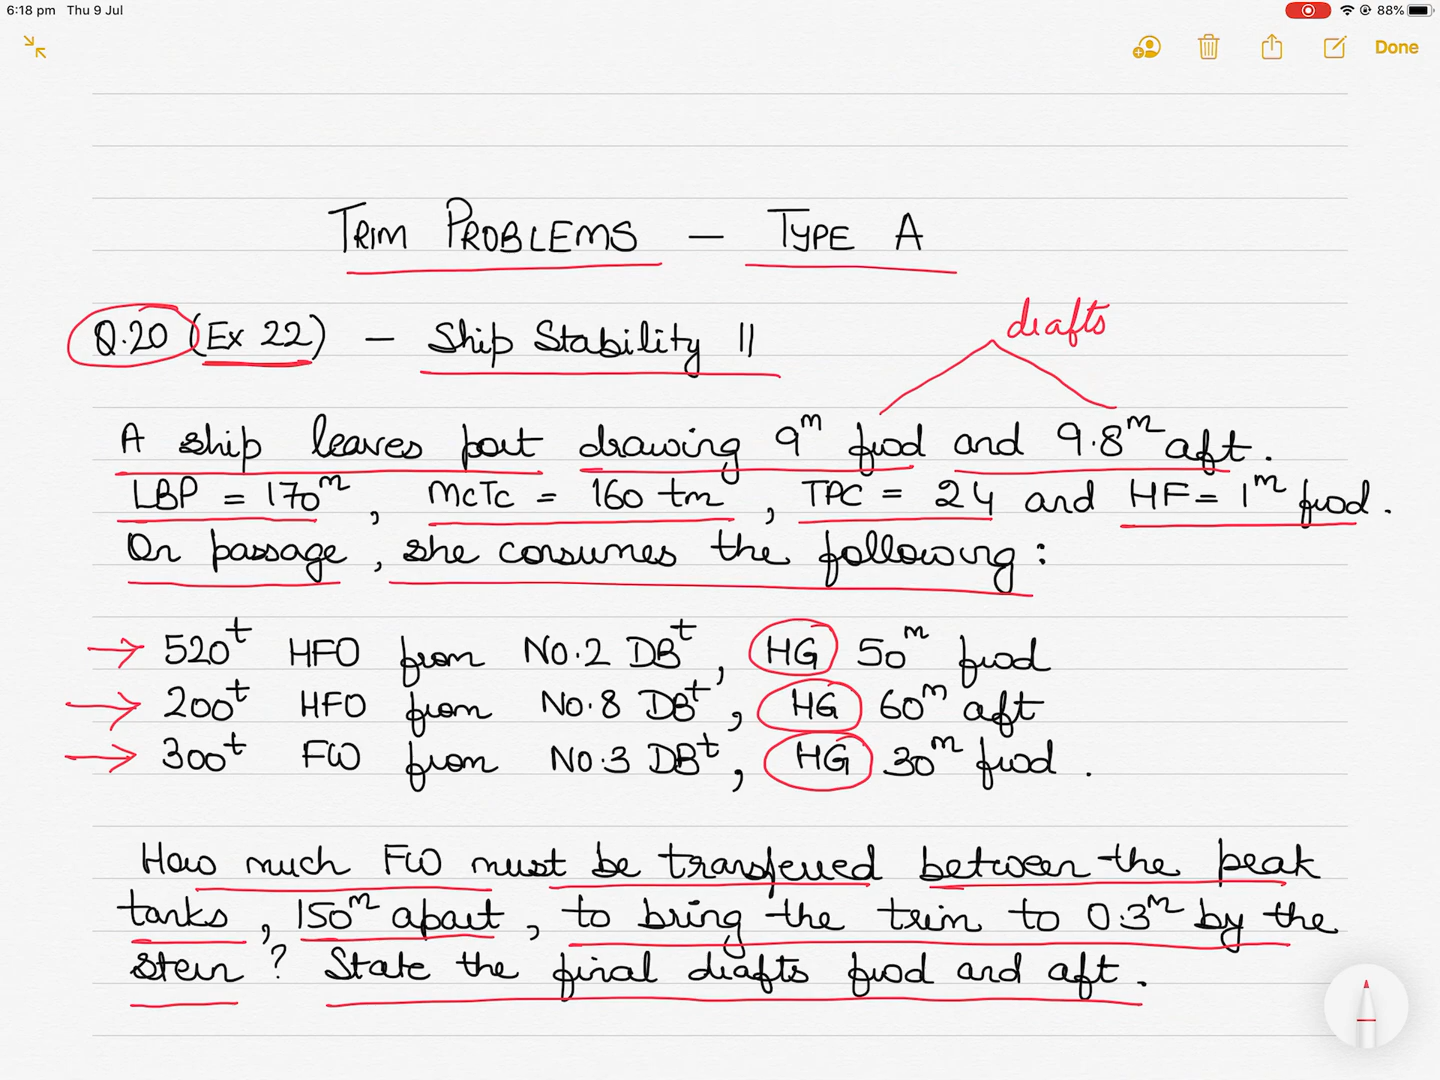 6:18 pm Thu 9 Jul
88%
Done
TRIM PROBLEMS - TYPE A
drafts
Q.20 (Ex 22) - Ship Stability II
A ship leaves port drawing 9m fwd and 9.8m aft.
LBP = 170m, MCTC = 160 tm, TPC = 24 and HF = 1m fwd.
On passage, she consumes the following:
→ 520t HFO from NO.2 DBt, HG 50m fwd
→ 200t HFO from NO.8 DBt, HG 60m aft
→ 300t FW from NO.3 DBt, HG 30m fwd.
How much FW must be transferred between the peak
tanks, 150m apart, to bring the trim to 0.3m by the
stern? State the final drafts fwd and aft.